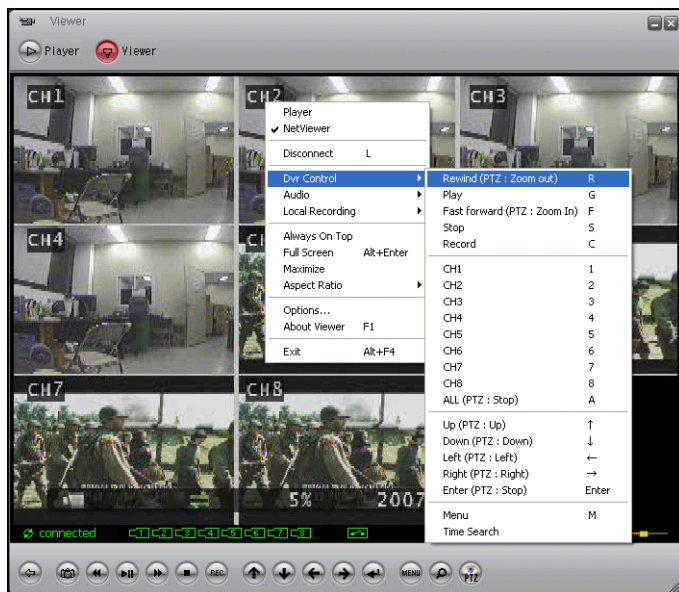 Viewer
Player Viewer
CH1 CH2 CH3
Player
NetViewer
Disconnect L
Dvr Control
Audio
Local Recording
Always On Top
Full Screen Alt+Enter
Maximize
Aspect Ratio
Options...
About Viewer F1
Exit Alt+F4
Rewind (PTZ : Zoom out) R
Play G
Fast forward (PTZ : Zoom In) F
Stop S
Record C
CH1 1
CH2 2
CH3 3
CH4 4
CH5 5
CH6 6
CH7 7
CH8 8
ALL (PTZ : Stop) A
Up (PTZ : Up) ↑
Down (PTZ : Down) ↓
Left (PTZ : Left) ←
Right (PTZ : Right) →
Enter (PTZ : Stop) Enter
Menu M
Time Search
CH4
CH7 CH8
5% 2007
connected 1 2 3 4 5 6 7 8
REC MENU PTZ